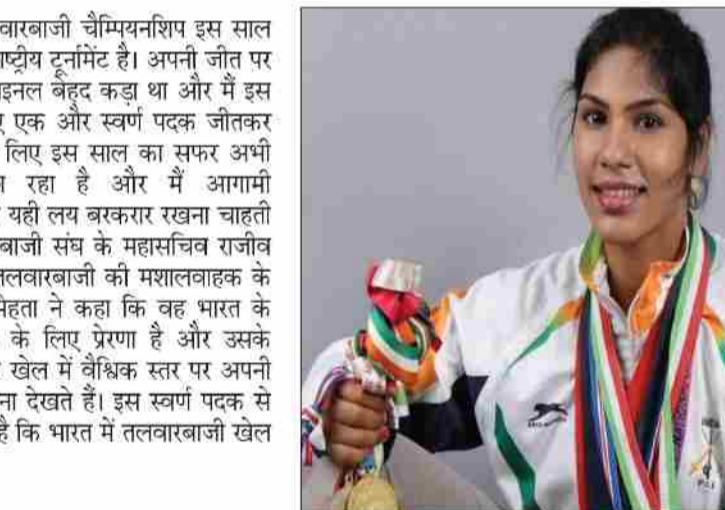 वारबाजी चैम्पियनशिप इस साल
ष्ट्रीय टूर्नामेंट है। अपनी जीत पर
इनल बेहद कड़ा था और मैं इस
एक और स्वर्ण पदक जीतकर
लिए इस साल का सफर अभी
रहा है और मैं आगामी
यही लय बरकरार रखना चाहती
बाजी संघ के महासचिव राजीव
तलवारबाजी की मशालवाहक के
मेहता ने कहा कि वह भारत के
के लिए प्रेरणा है और उसके
खेल में वैश्विक स्तर पर अपनी
ना देखते हैं। इस स्वर्ण पदक से
है कि भारत में तलवारबाजी खेल